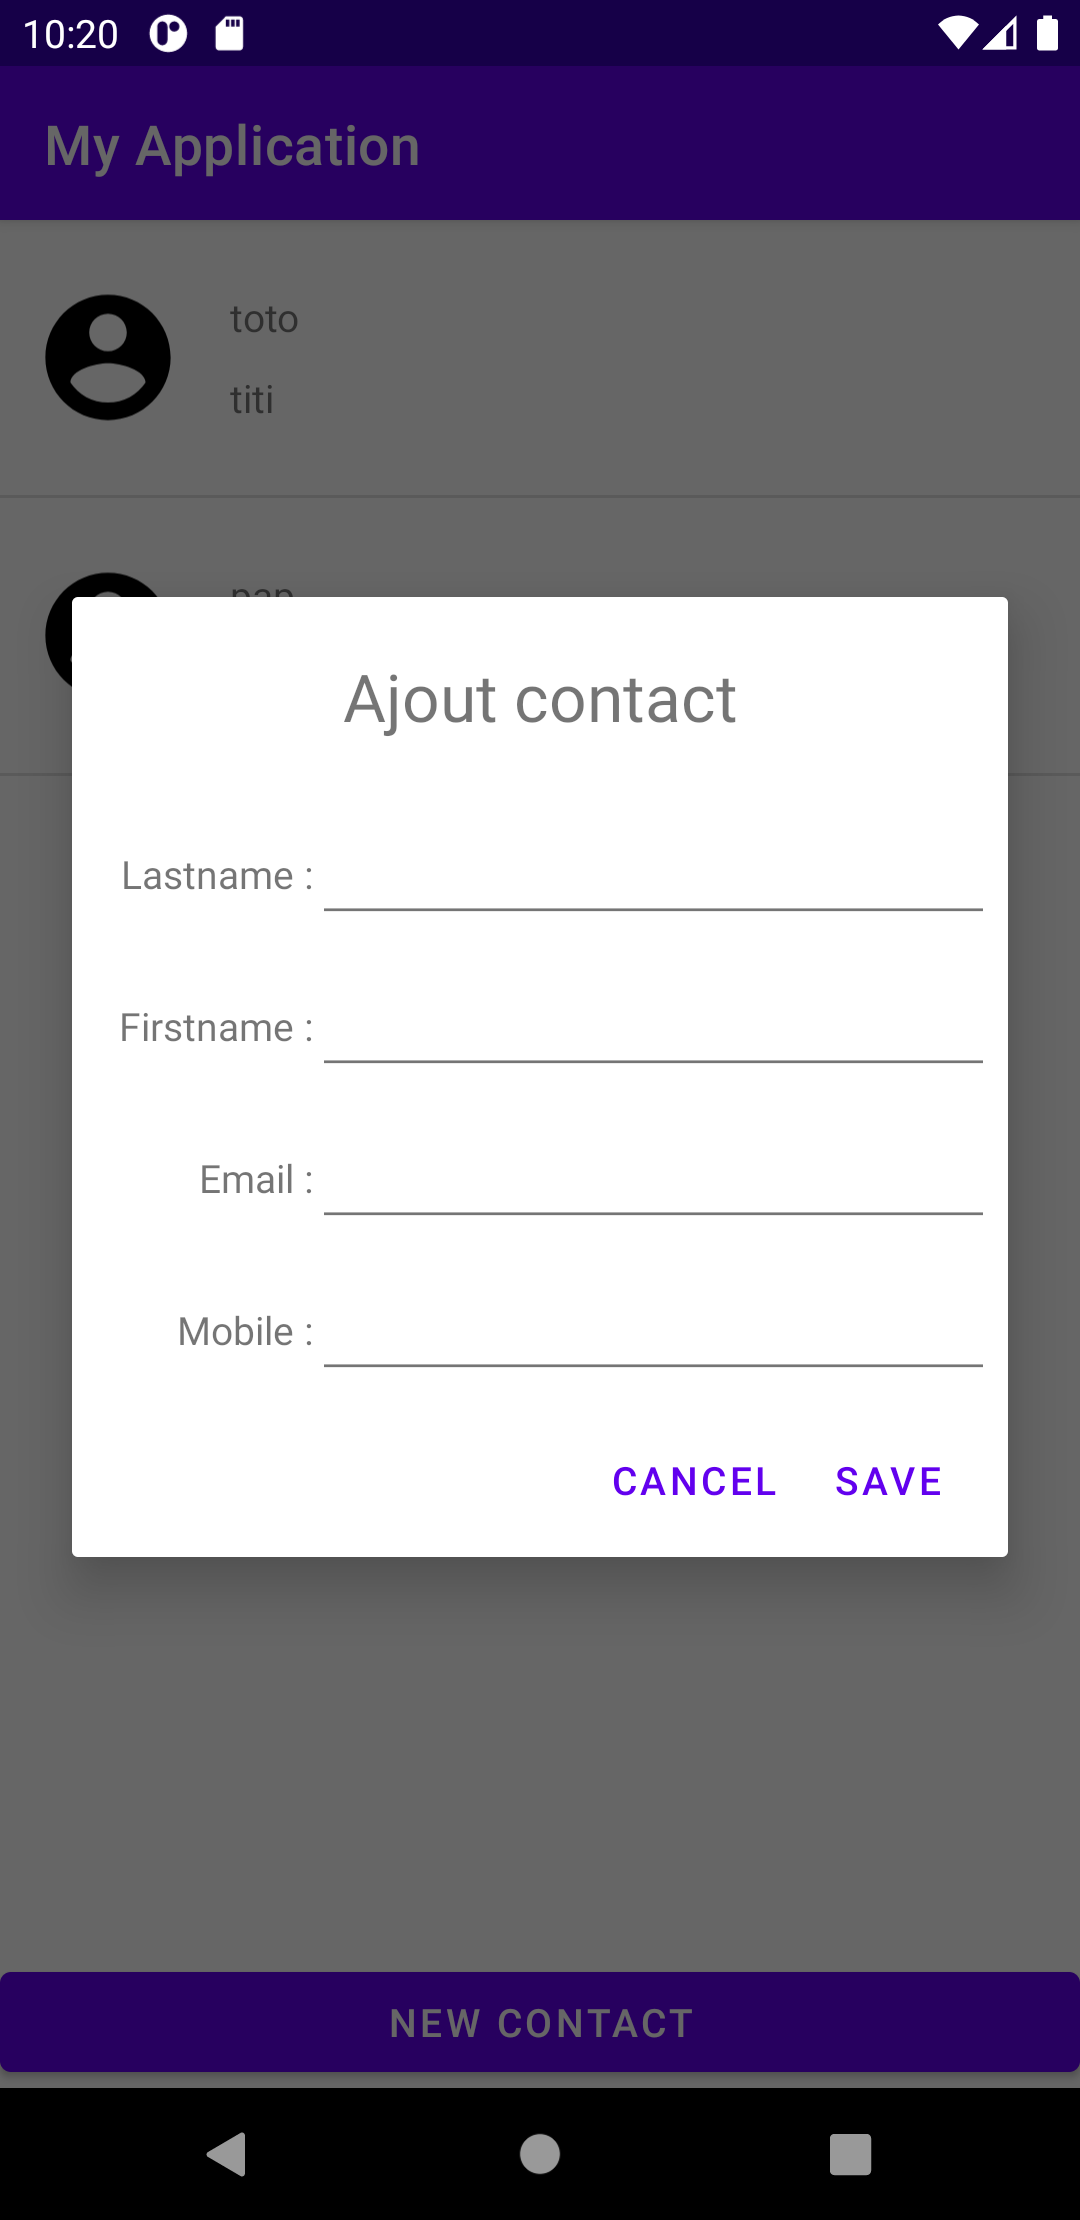 10:20
My Application
toto
titi
Ajout contact
Lastname :
Firstname :
Email :
Mobile :
CANCEL SAVE
NEW CONTACT